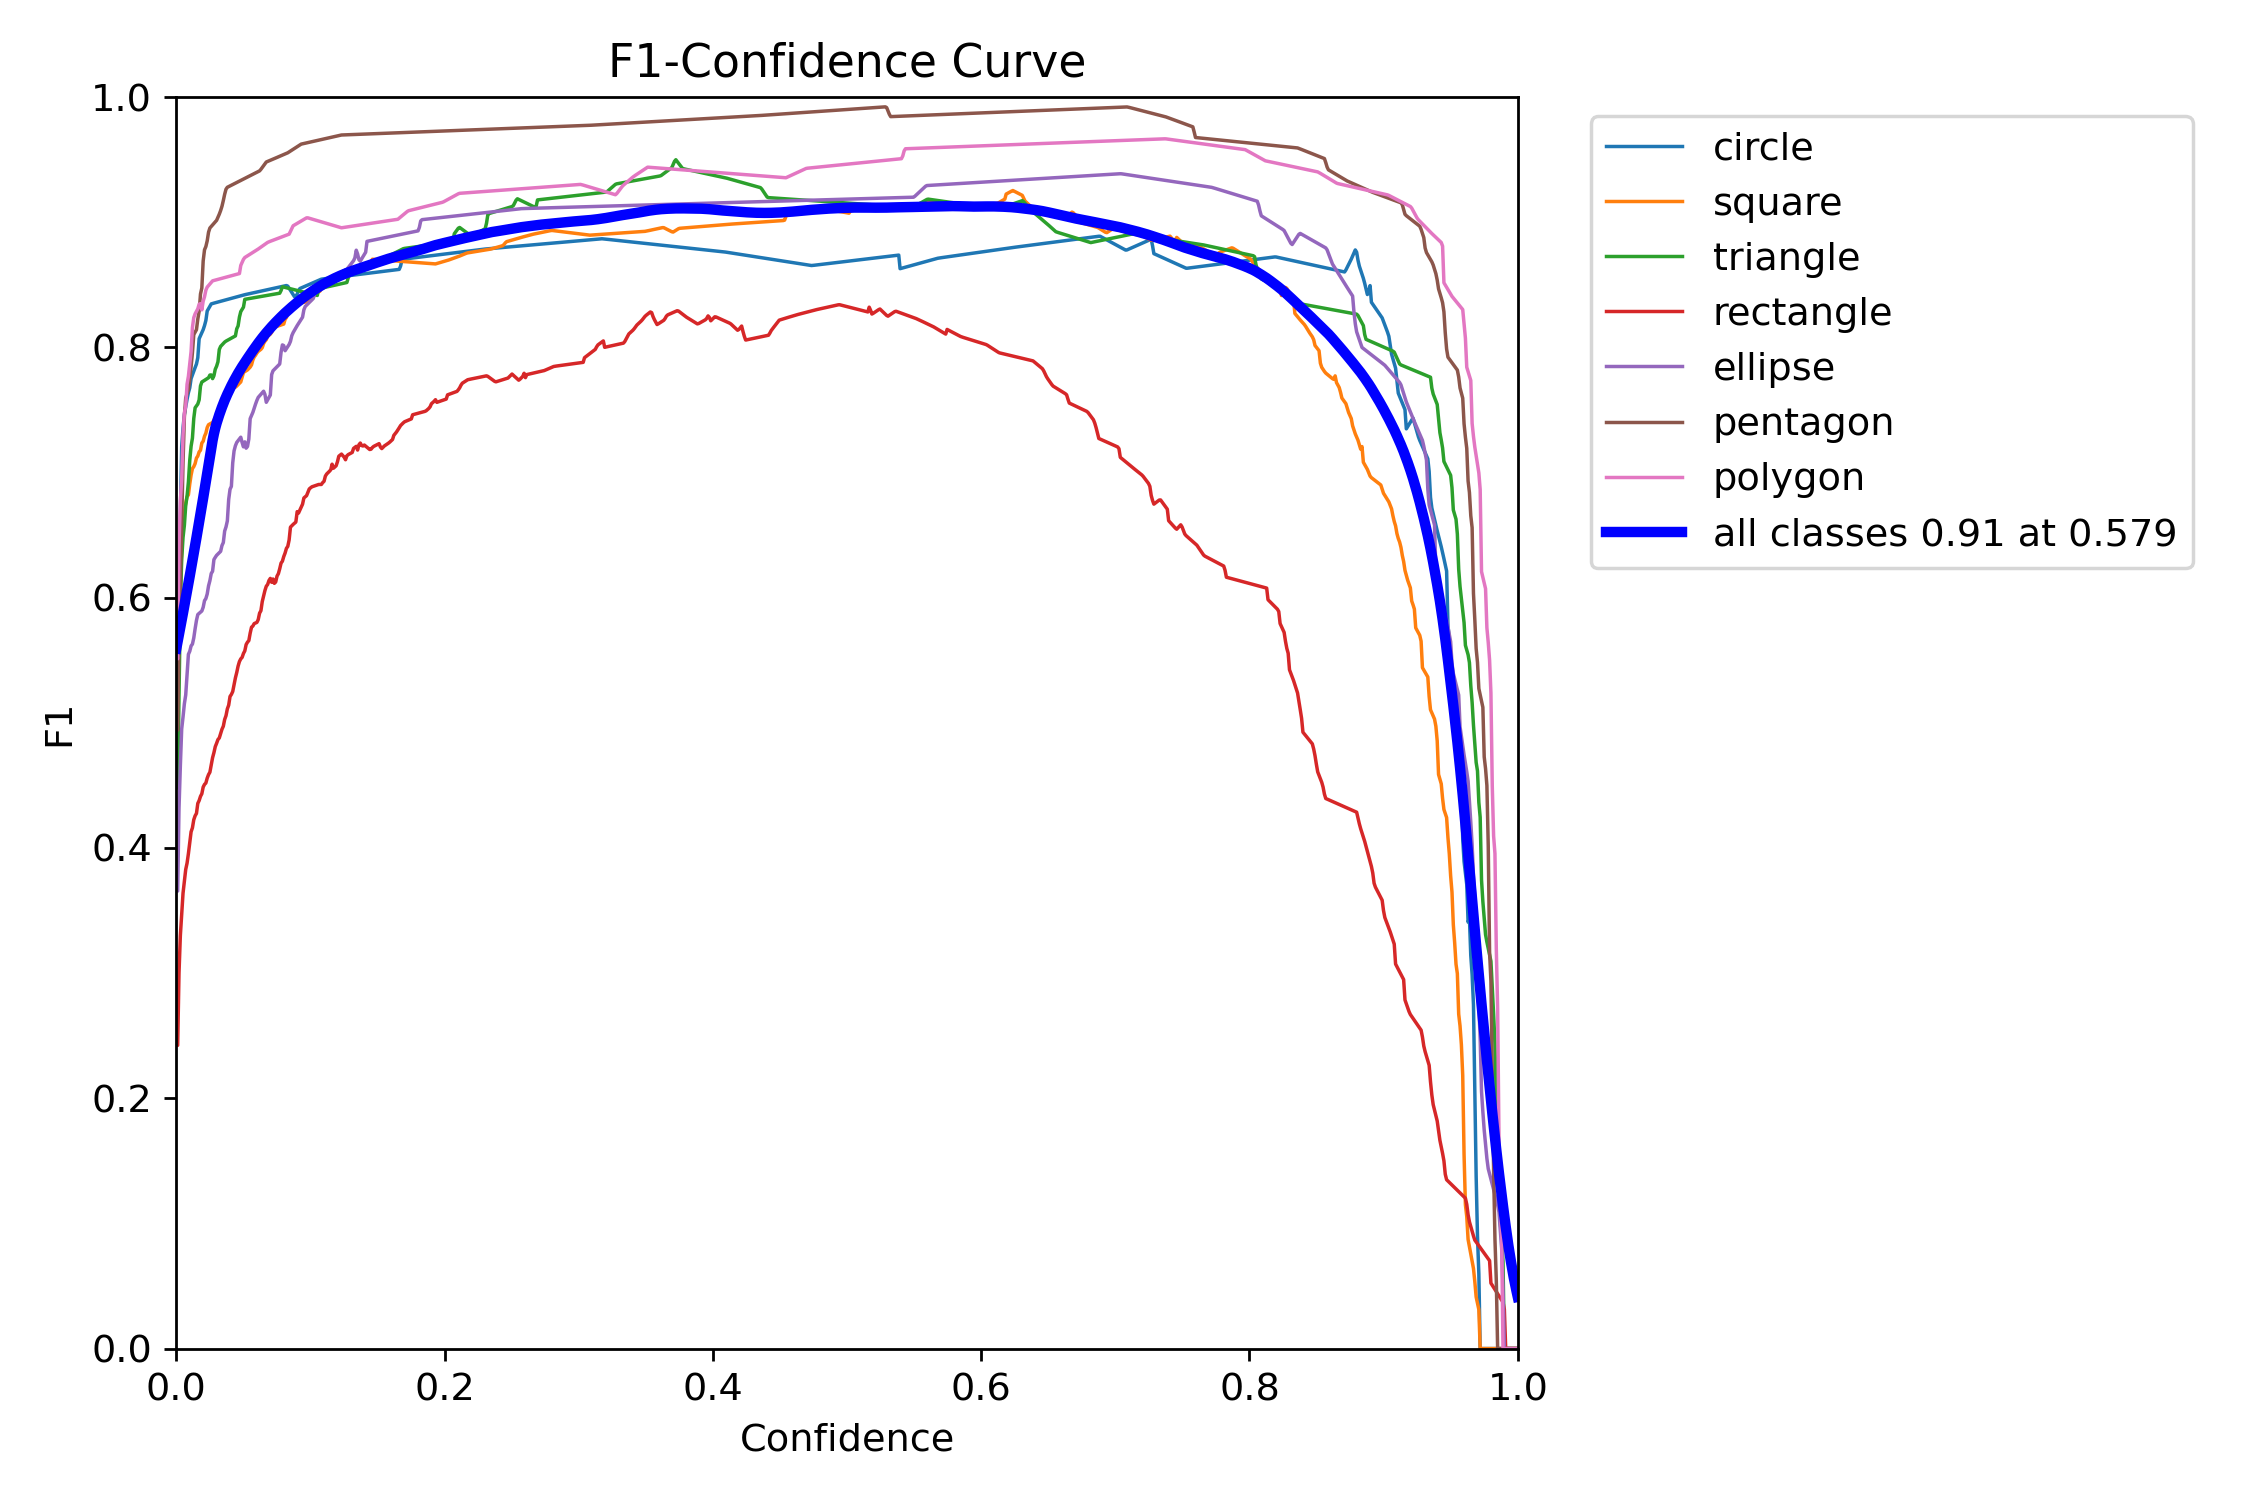 F1-Confidence Curve
1.0
0.8
0.6
0.4
0.2
0.0
F1
0.0 0.2 0.4 0.6 0.8 1.0
Confidence
circle
square
triangle
rectangle
ellipse
pentagon
polygon
all classes 0.91 at 0.579